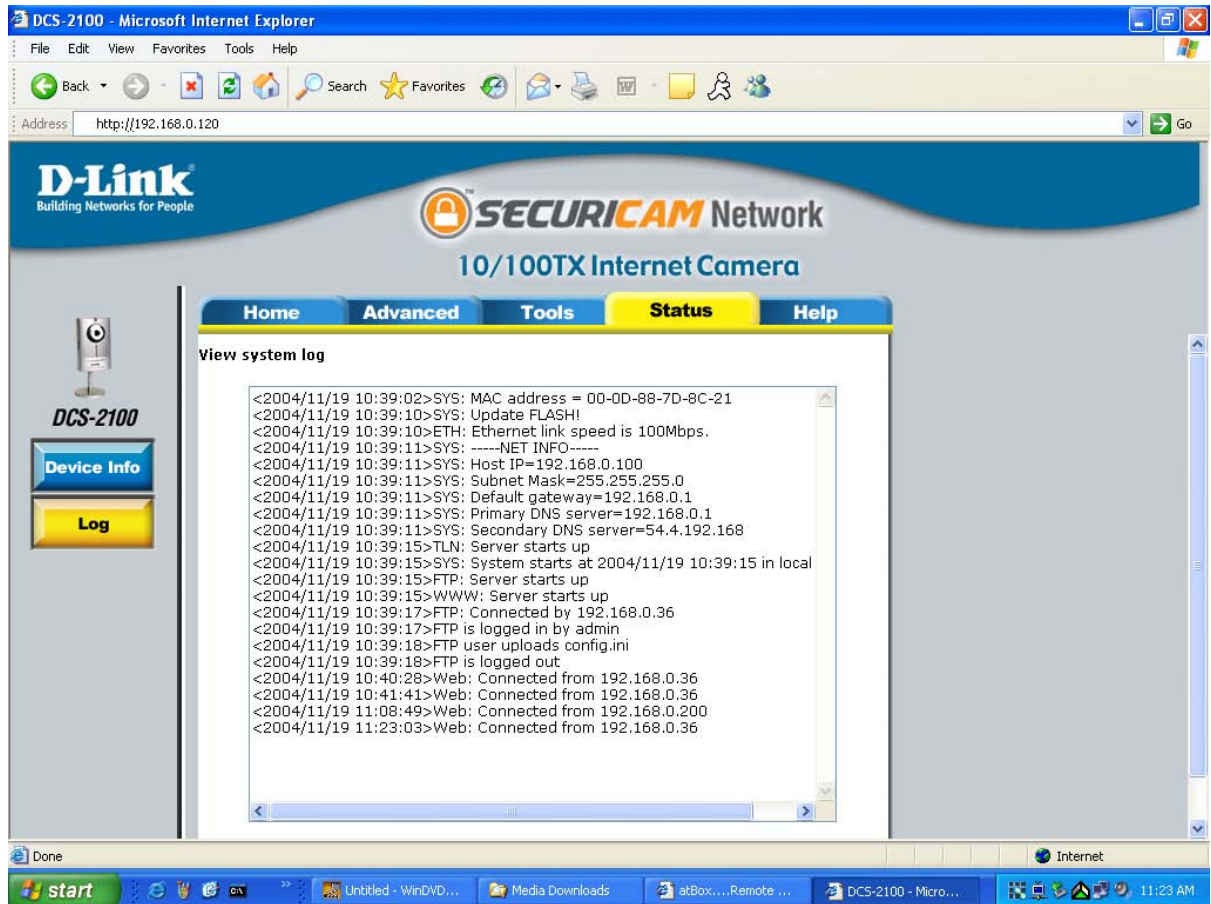 DCS-2100 - Microsoft Internet Explorer
File Edit View Favorites Tools Help
Back Search Favorites
Address http://192.168.0.120 Go
D-Link
Building Networks for People
SECURICAM Network
10/100TX Internet Camera
Home Advanced Tools Status Help
DCS-2100
Device Info
Log
View system log
<2004/11/19 10:39:02>SYS: MAC address = 00-0D-88-7D-8C-21
<2004/11/19 10:39:10>SYS: Update FLASH!
<2004/11/19 10:39:10>ETH: Ethernet link speed is 100Mbps.
<2004/11/19 10:39:11>SYS: -----NET INFO-----
<2004/11/19 10:39:11>SYS: Host IP=192.168.0.100
<2004/11/19 10:39:11>SYS: Subnet Mask=255.255.255.0
<2004/11/19 10:39:11>SYS: Default gateway=192.168.0.1
<2004/11/19 10:39:11>SYS: Primary DNS server=192.168.0.1
<2004/11/19 10:39:11>SYS: Secondary DNS server=54.4.192.168
<2004/11/19 10:39:15>TLN: Server starts up
<2004/11/19 10:39:15>SYS: System starts at 2004/11/19 10:39:15 in local
<2004/11/19 10:39:15>FTP: Server starts up
<2004/11/19 10:39:15>WWW: Server starts up
<2004/11/19 10:39:17>FTP: Connected by 192.168.0.36
<2004/11/19 10:39:17>FTP is logged in by admin
<2004/11/19 10:39:18>FTP user uploads config.ini
<2004/11/19 10:39:18>FTP is logged out
<2004/11/19 10:40:28>Web: Connected from 192.168.0.36
<2004/11/19 10:41:41>Web: Connected from 192.168.0.36
<2004/11/19 11:08:49>Web: Connected from 192.168.0.200
<2004/11/19 11:23:03>Web: Connected from 192.168.0.36
Done Internet
start Untitled - WinDVD... Media Downloads atBox....Remote ... DCS-2100 - Micro... 11:23 AM